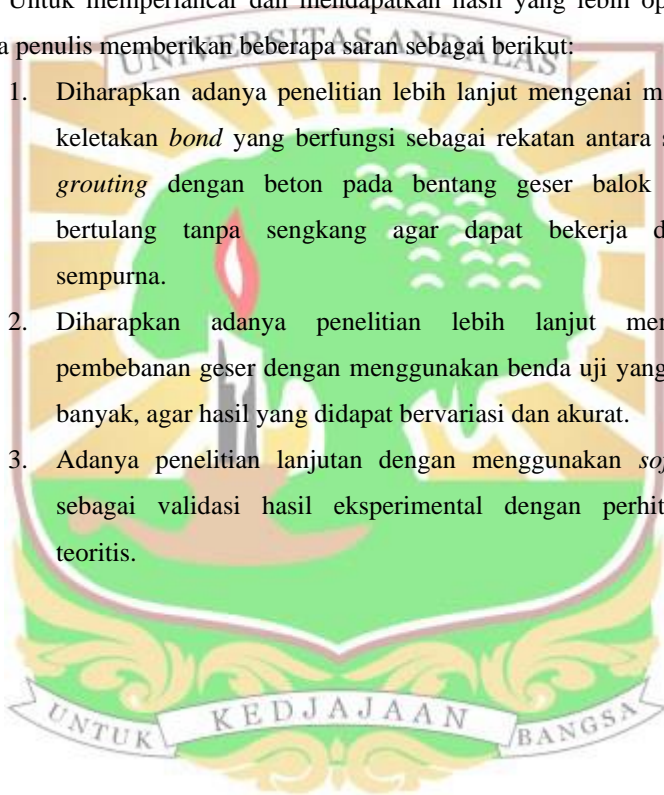 Untuk memperlancar dan mendapatkan hasil yang lebih
penulis memberikan beberapa saran sebagai berikut:
UNIVERSITAS ANDALAS
1. Diharapkan adanya penelitian lebih lanjut mengenai
keletakan bond yang berfungsi sebagai rekatan antara
grouting dengan beton pada bentang geser balok
bertulang tanpa sengkang agar dapat bekerja
sempurna.
2. Diharapkan adanya penelitian lebih lanjut
pembebanan geser dengan menggunakan benda uji yang
banyak, agar hasil yang didapat bervariasi dan akurat.
3. Adanya penelitian lanjutan dengan menggunakan
sebagai validasi hasil eksperimental dengan
teoritis.
UNTUK KEDJAJAAN BANGSA